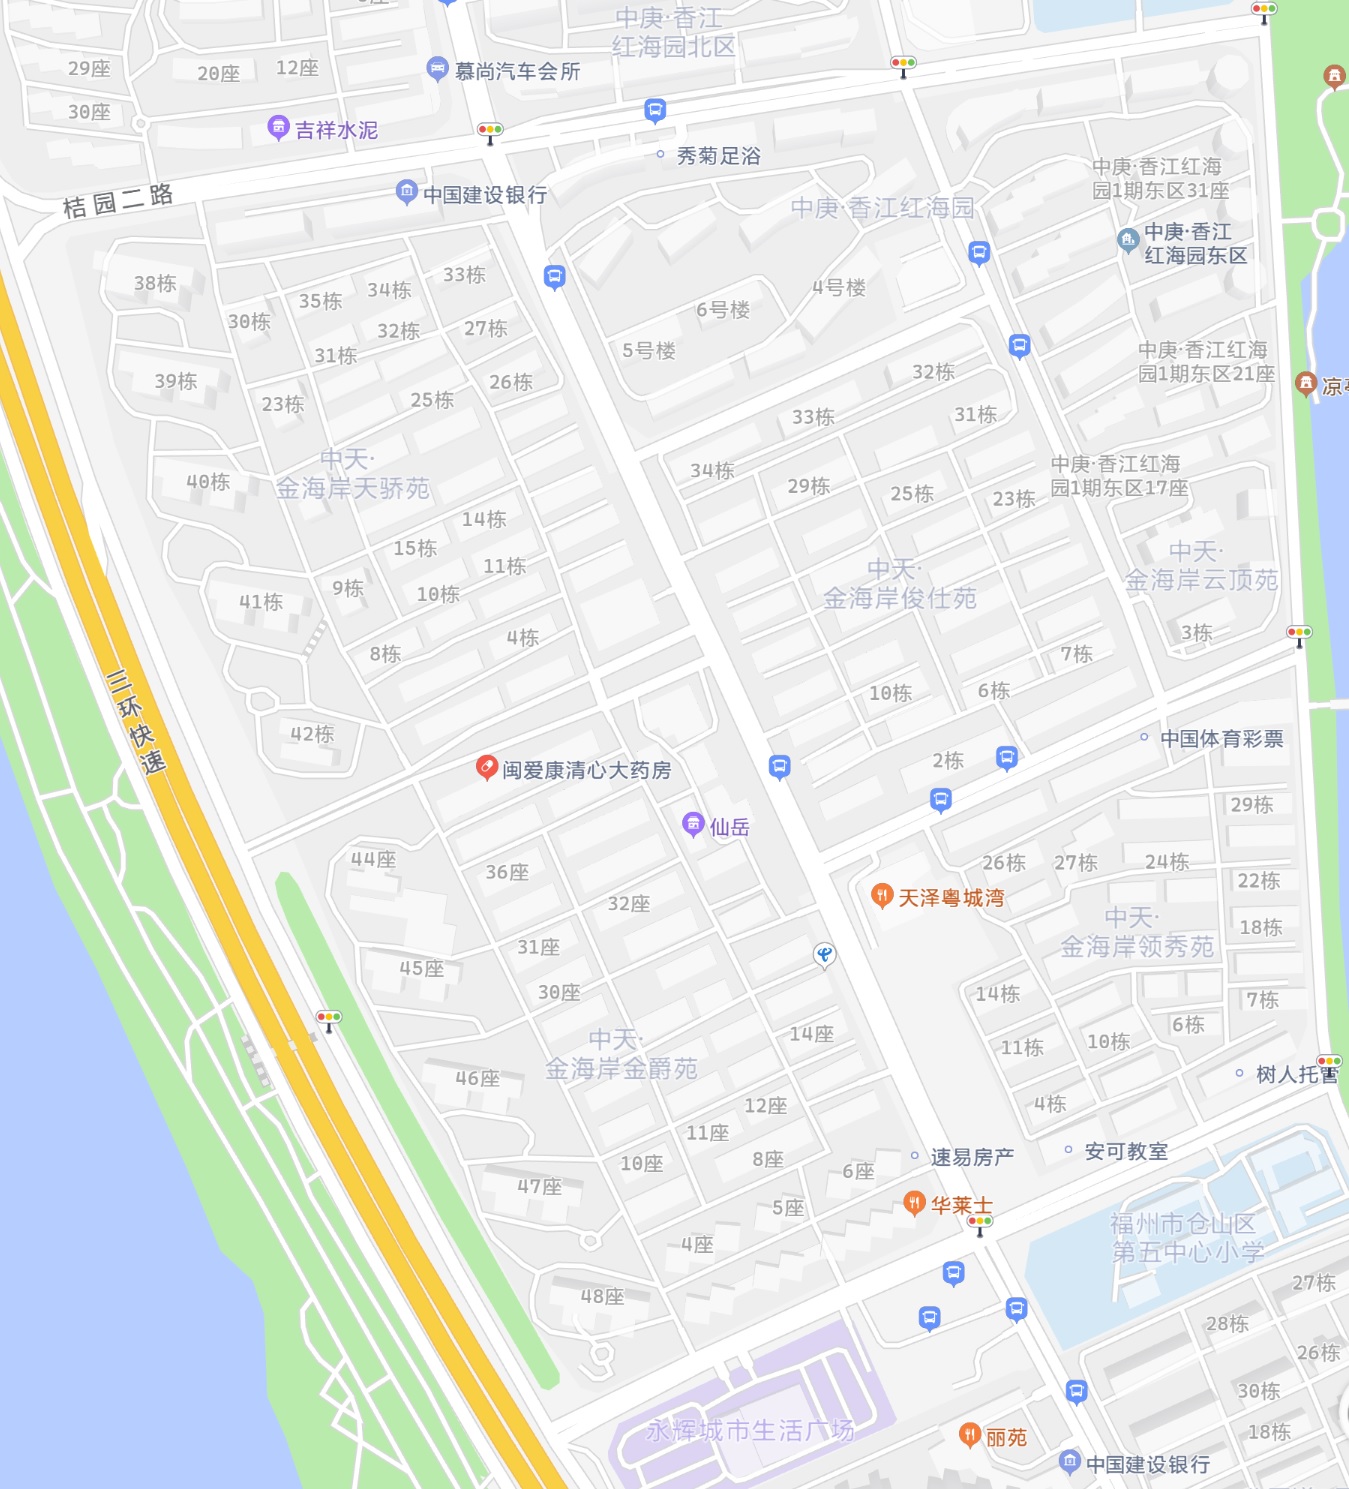 中庚·香江
红海园北区
慕尚汽车会所
29座
20座
12座
30座
吉祥水泥
秀菊足浴
桔园二路
中国建设银行
中庚·香江红海
园1期东区31座
中庚·香江红海园
中庚·香江
红海园东区
38栋
33栋
34栋
35栋
30栋
32栋
27栋
31栋
4号楼
6号楼
5号楼
中庚·香江红海
园1期东区21座
39栋
26栋
25栋
23栋
32栋
33栋
31栋
中天·
金海岸天骄苑
40栋
34栋
29栋
25栋
23栋
中庚·香江红海
园1期东区17座
14栋
15栋
11栋
9栋
10栋
41栋
中天·
金海岸俊仕苑
中天·
金海岸云顶苑
3栋
4栋
8栋
7栋
10栋
6栋
三环快速
42栋
中国体育彩票
2栋
闽爱康清心大药房
仙岳
29栋
44座
36座
26栋
27栋
24栋
22栋
天泽粤城湾
32座
中天·
金海岸领秀苑
18栋
31座
45座
30座
14栋
7栋
6栋
14座
11栋
10栋
中天·
金海岸金爵苑
46座
树人托管
12座
4栋
11座
8座
10座
6座
速易房产
安可教室
47座
5座
华莱士
4座
福州市仓山区
第五中心小学
48座
27栋
28栋
26栋
30栋
18栋
永辉城市生活广场
丽苑
中国建设银行